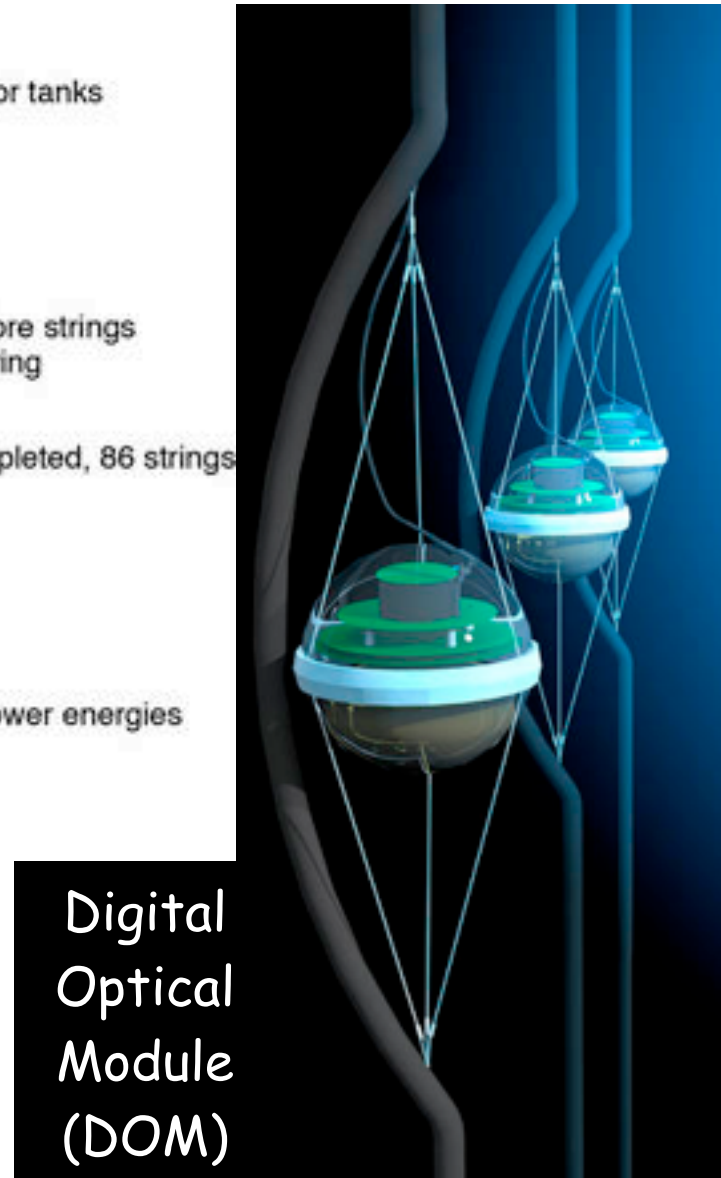 or tanks
ore strings
ing
pleted, 86 strings
ower energies
Digital
Optical
Module
(DOM)